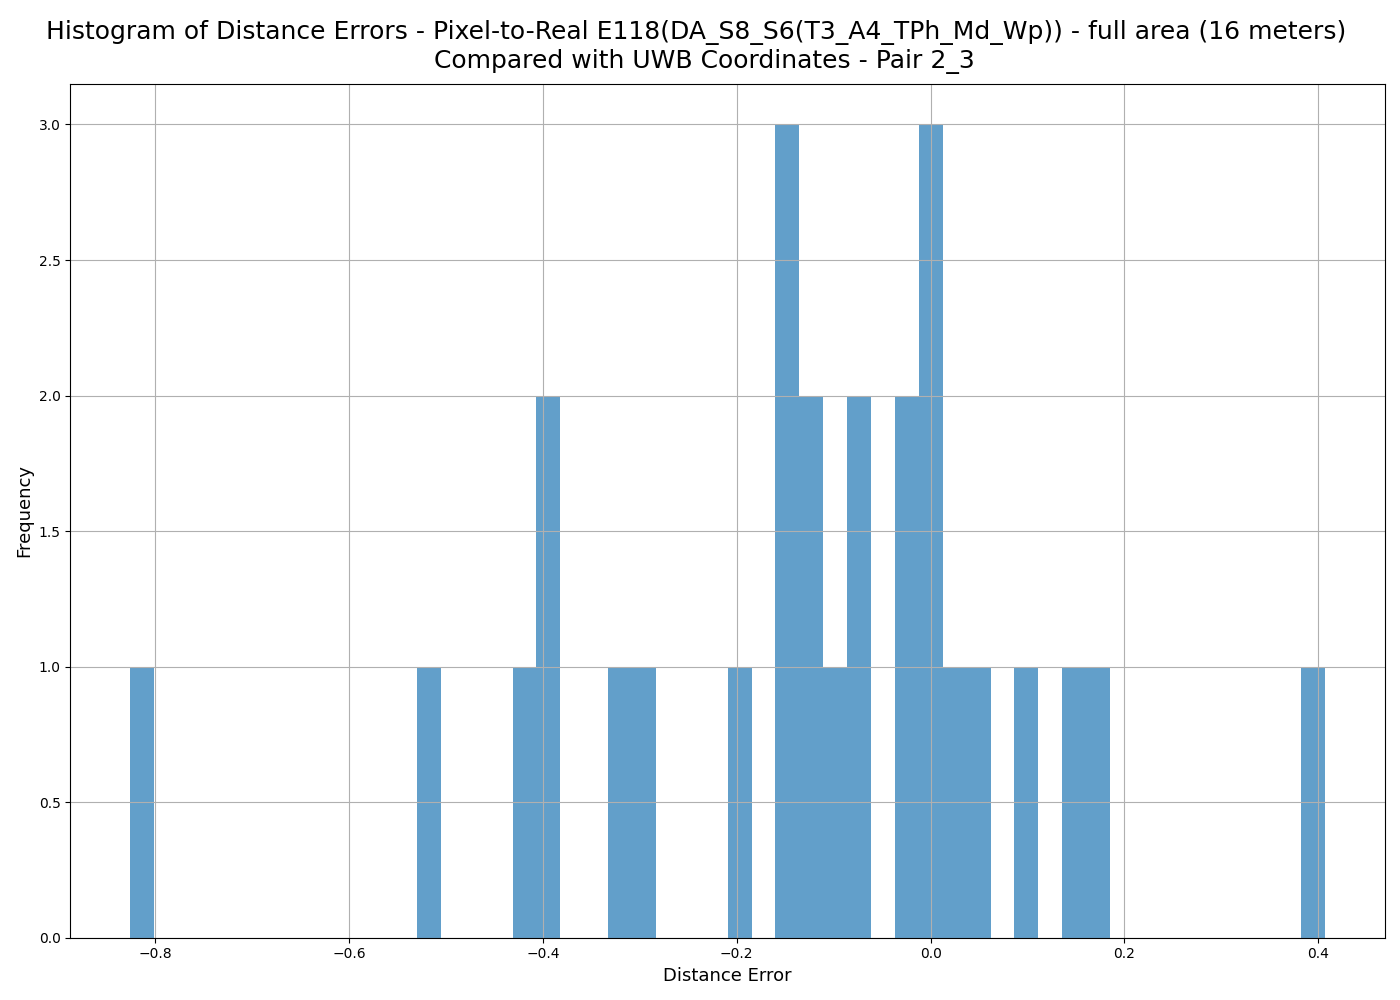 Histogram of Distance Errors - Pixel-to-Real E118(DA_S8_S6(T3_A4_TPh_Md_Wp)) - full area (16 meters)
Compared with UWB Coordinates - Pair 2_3
3.0
2.5
2.0
1.5
1.0
0.5
0.0
Frequency
−0.8 −0.6 −0.4 −0.2 0.0 0.2 0.4
Distance Error